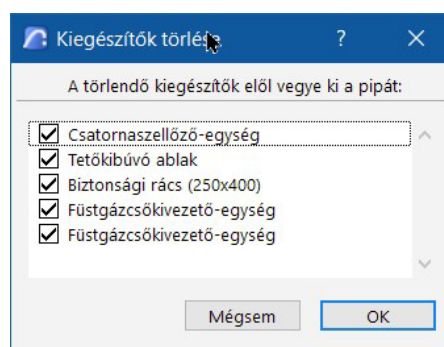 Kiegészítők törlése ?
A törlendő kiegészítők elől vegye ki a pipát:
Csatornaszellőző-egység
Tetőkibúvó ablak
Biztonsági rács (250x400)
Füstgázcsőkivezető-egység
Füstgázcsőkivezető-egység
Mégsem OK